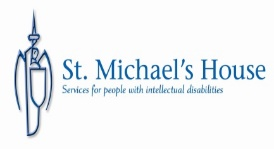 St. Michael's House
Services for people with intellectual disabilities